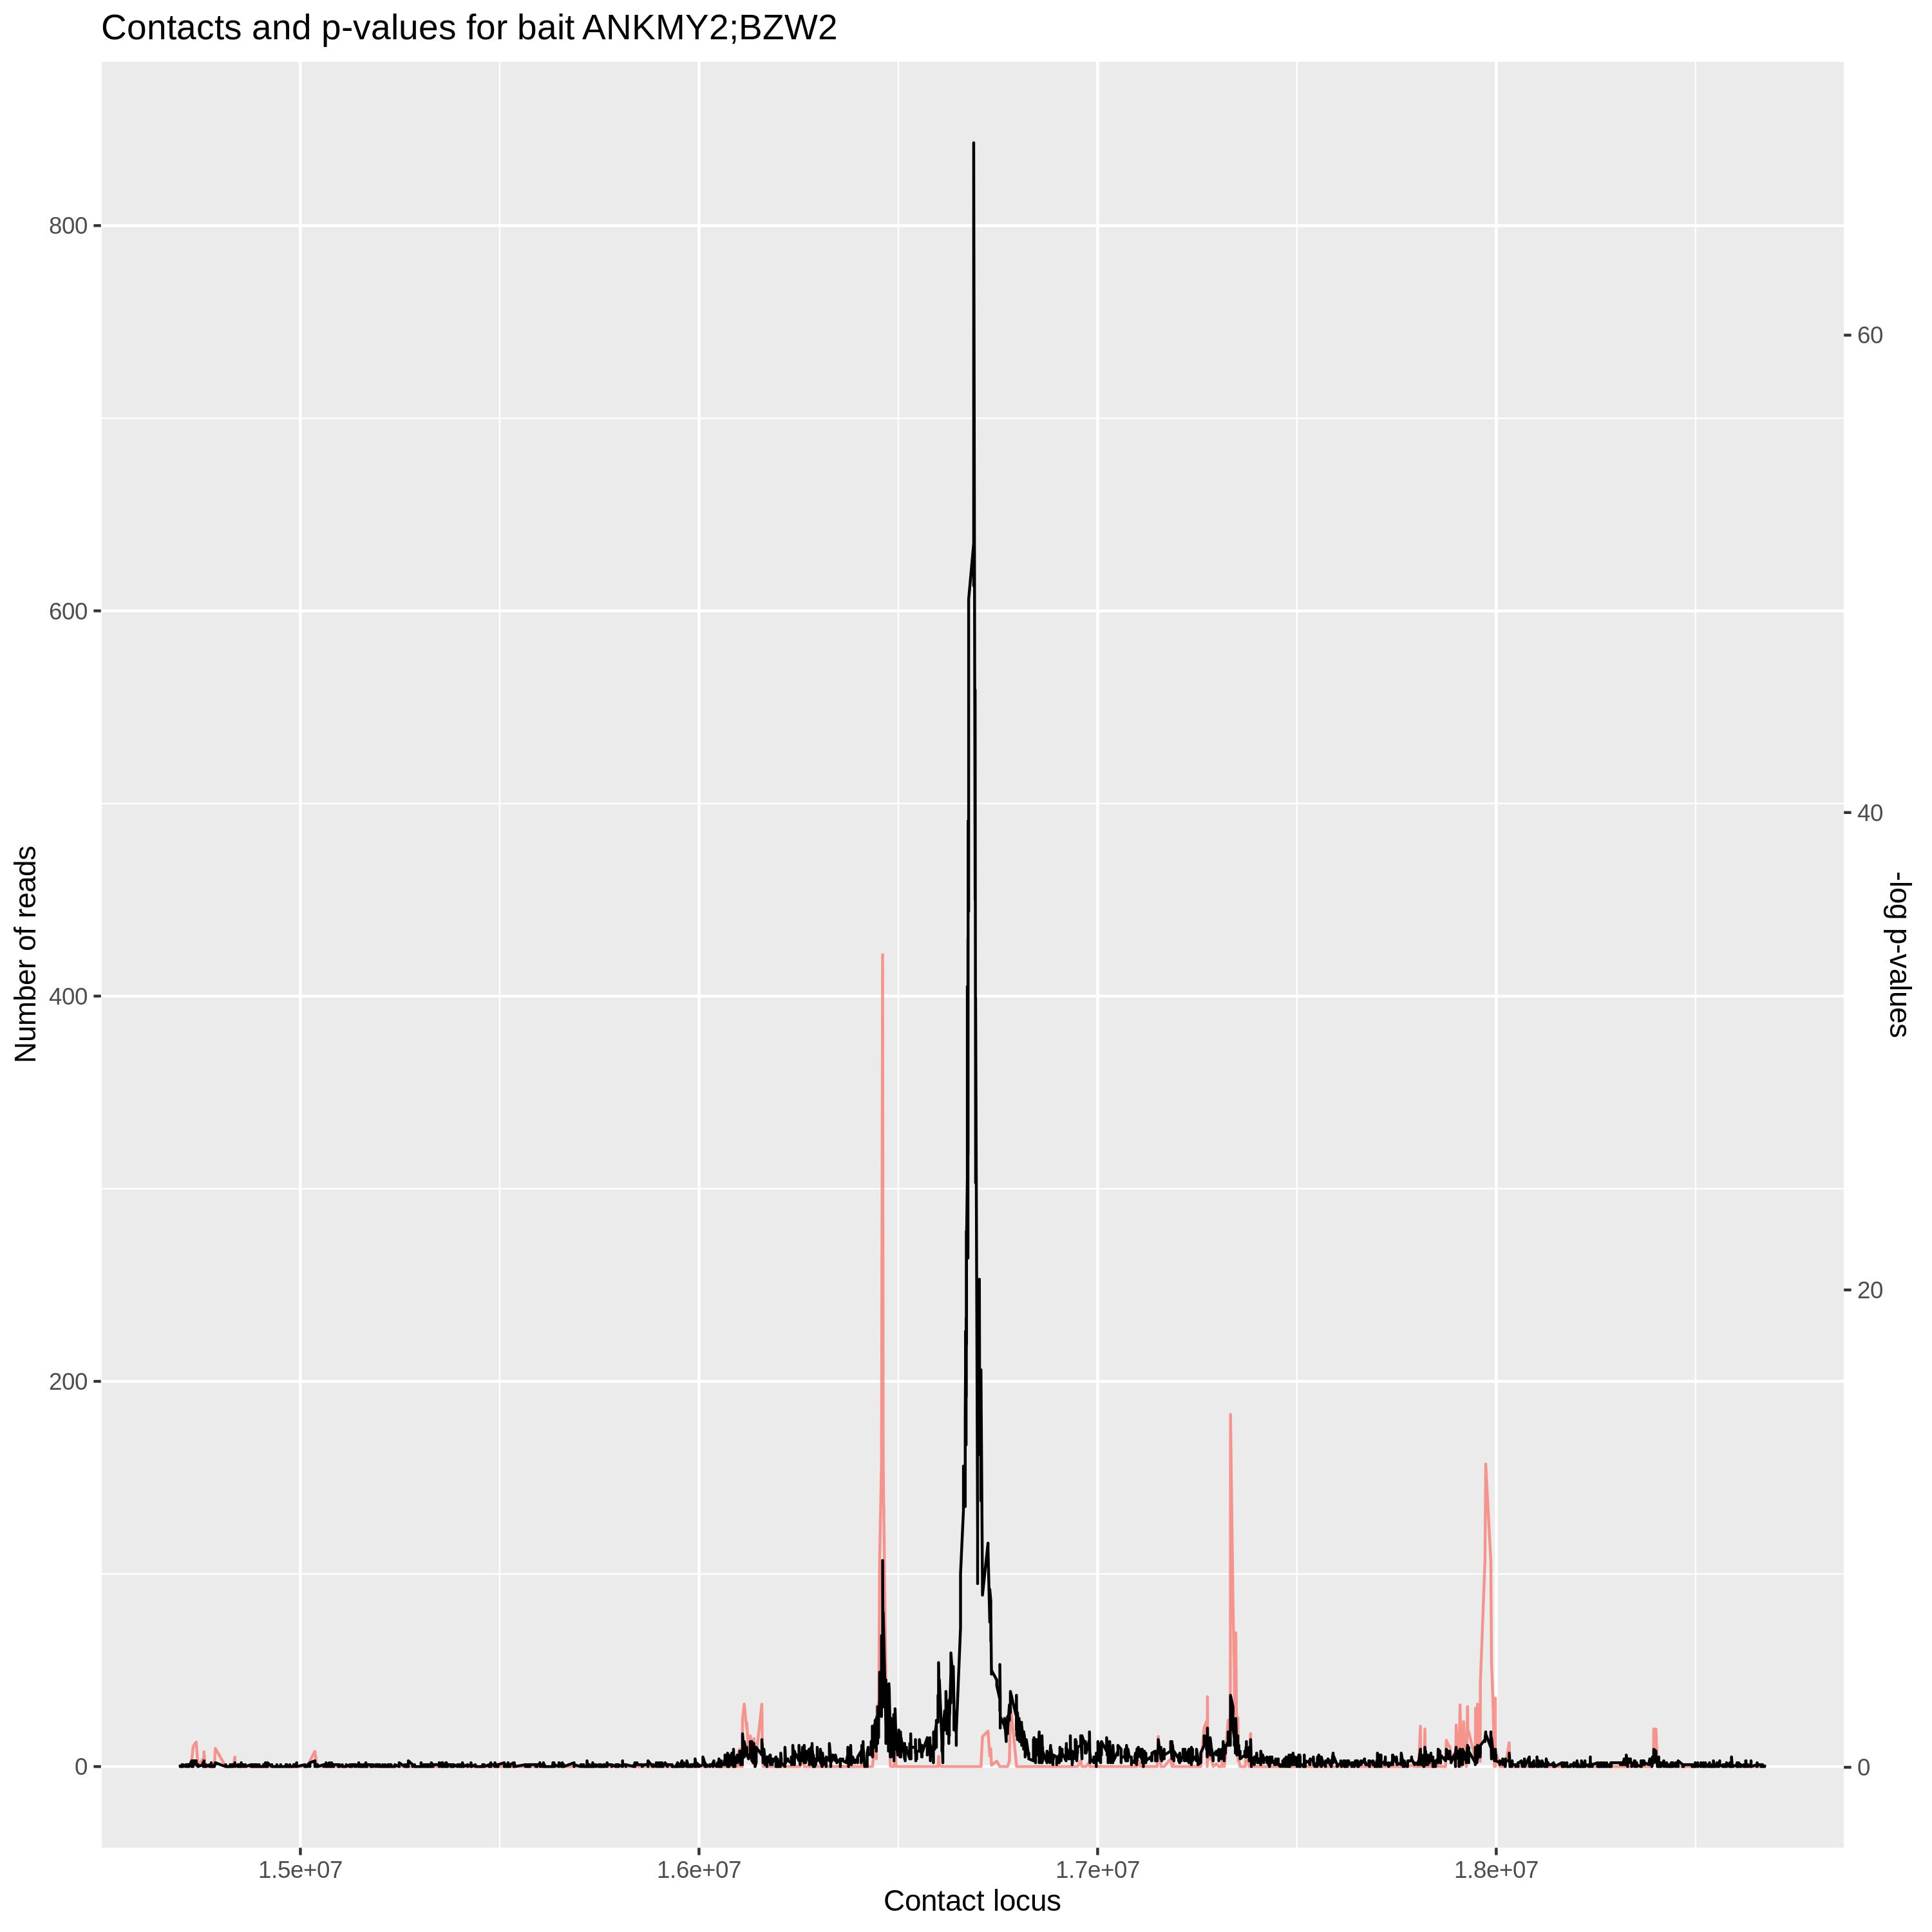 Contacts and p-values for bait ANKMY2;BZW2
800
600
400
200
0
60
40
20
0
Number of reads
-log p-values
1.5e+07
1.6e+07
1.7e+07
1.8e+07
Contact locus